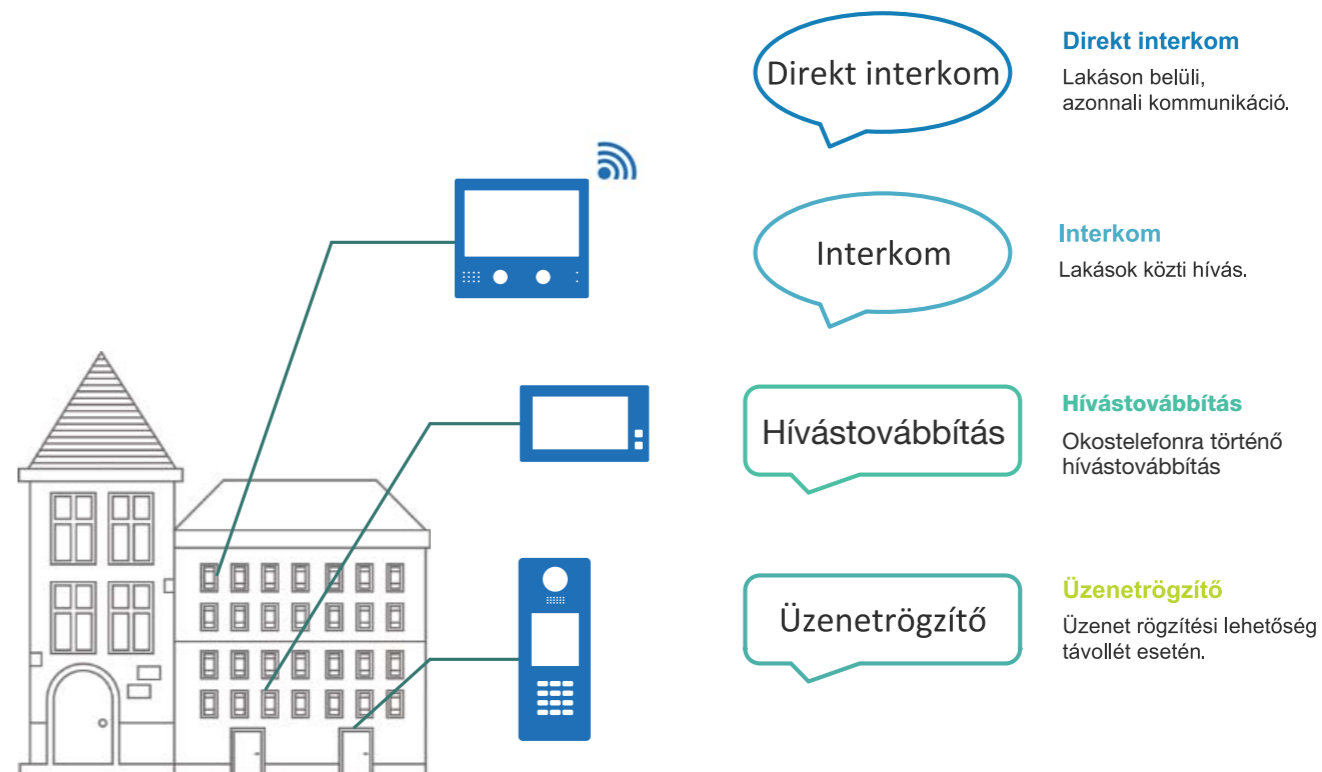 Direkt interkom
Direkt interkom
Lakáson belüli,
azonnali kommunikáció.
Interkom
Interkom
Lakások közti hívás.
Hívástovábbítás
Hívástovábbítás
Okostelefonra történő
hívástovábbítás
Üzenetrögzítő
Üzenetrögzítő
Üzenet rögzítési lehetőség
távollét esetén.